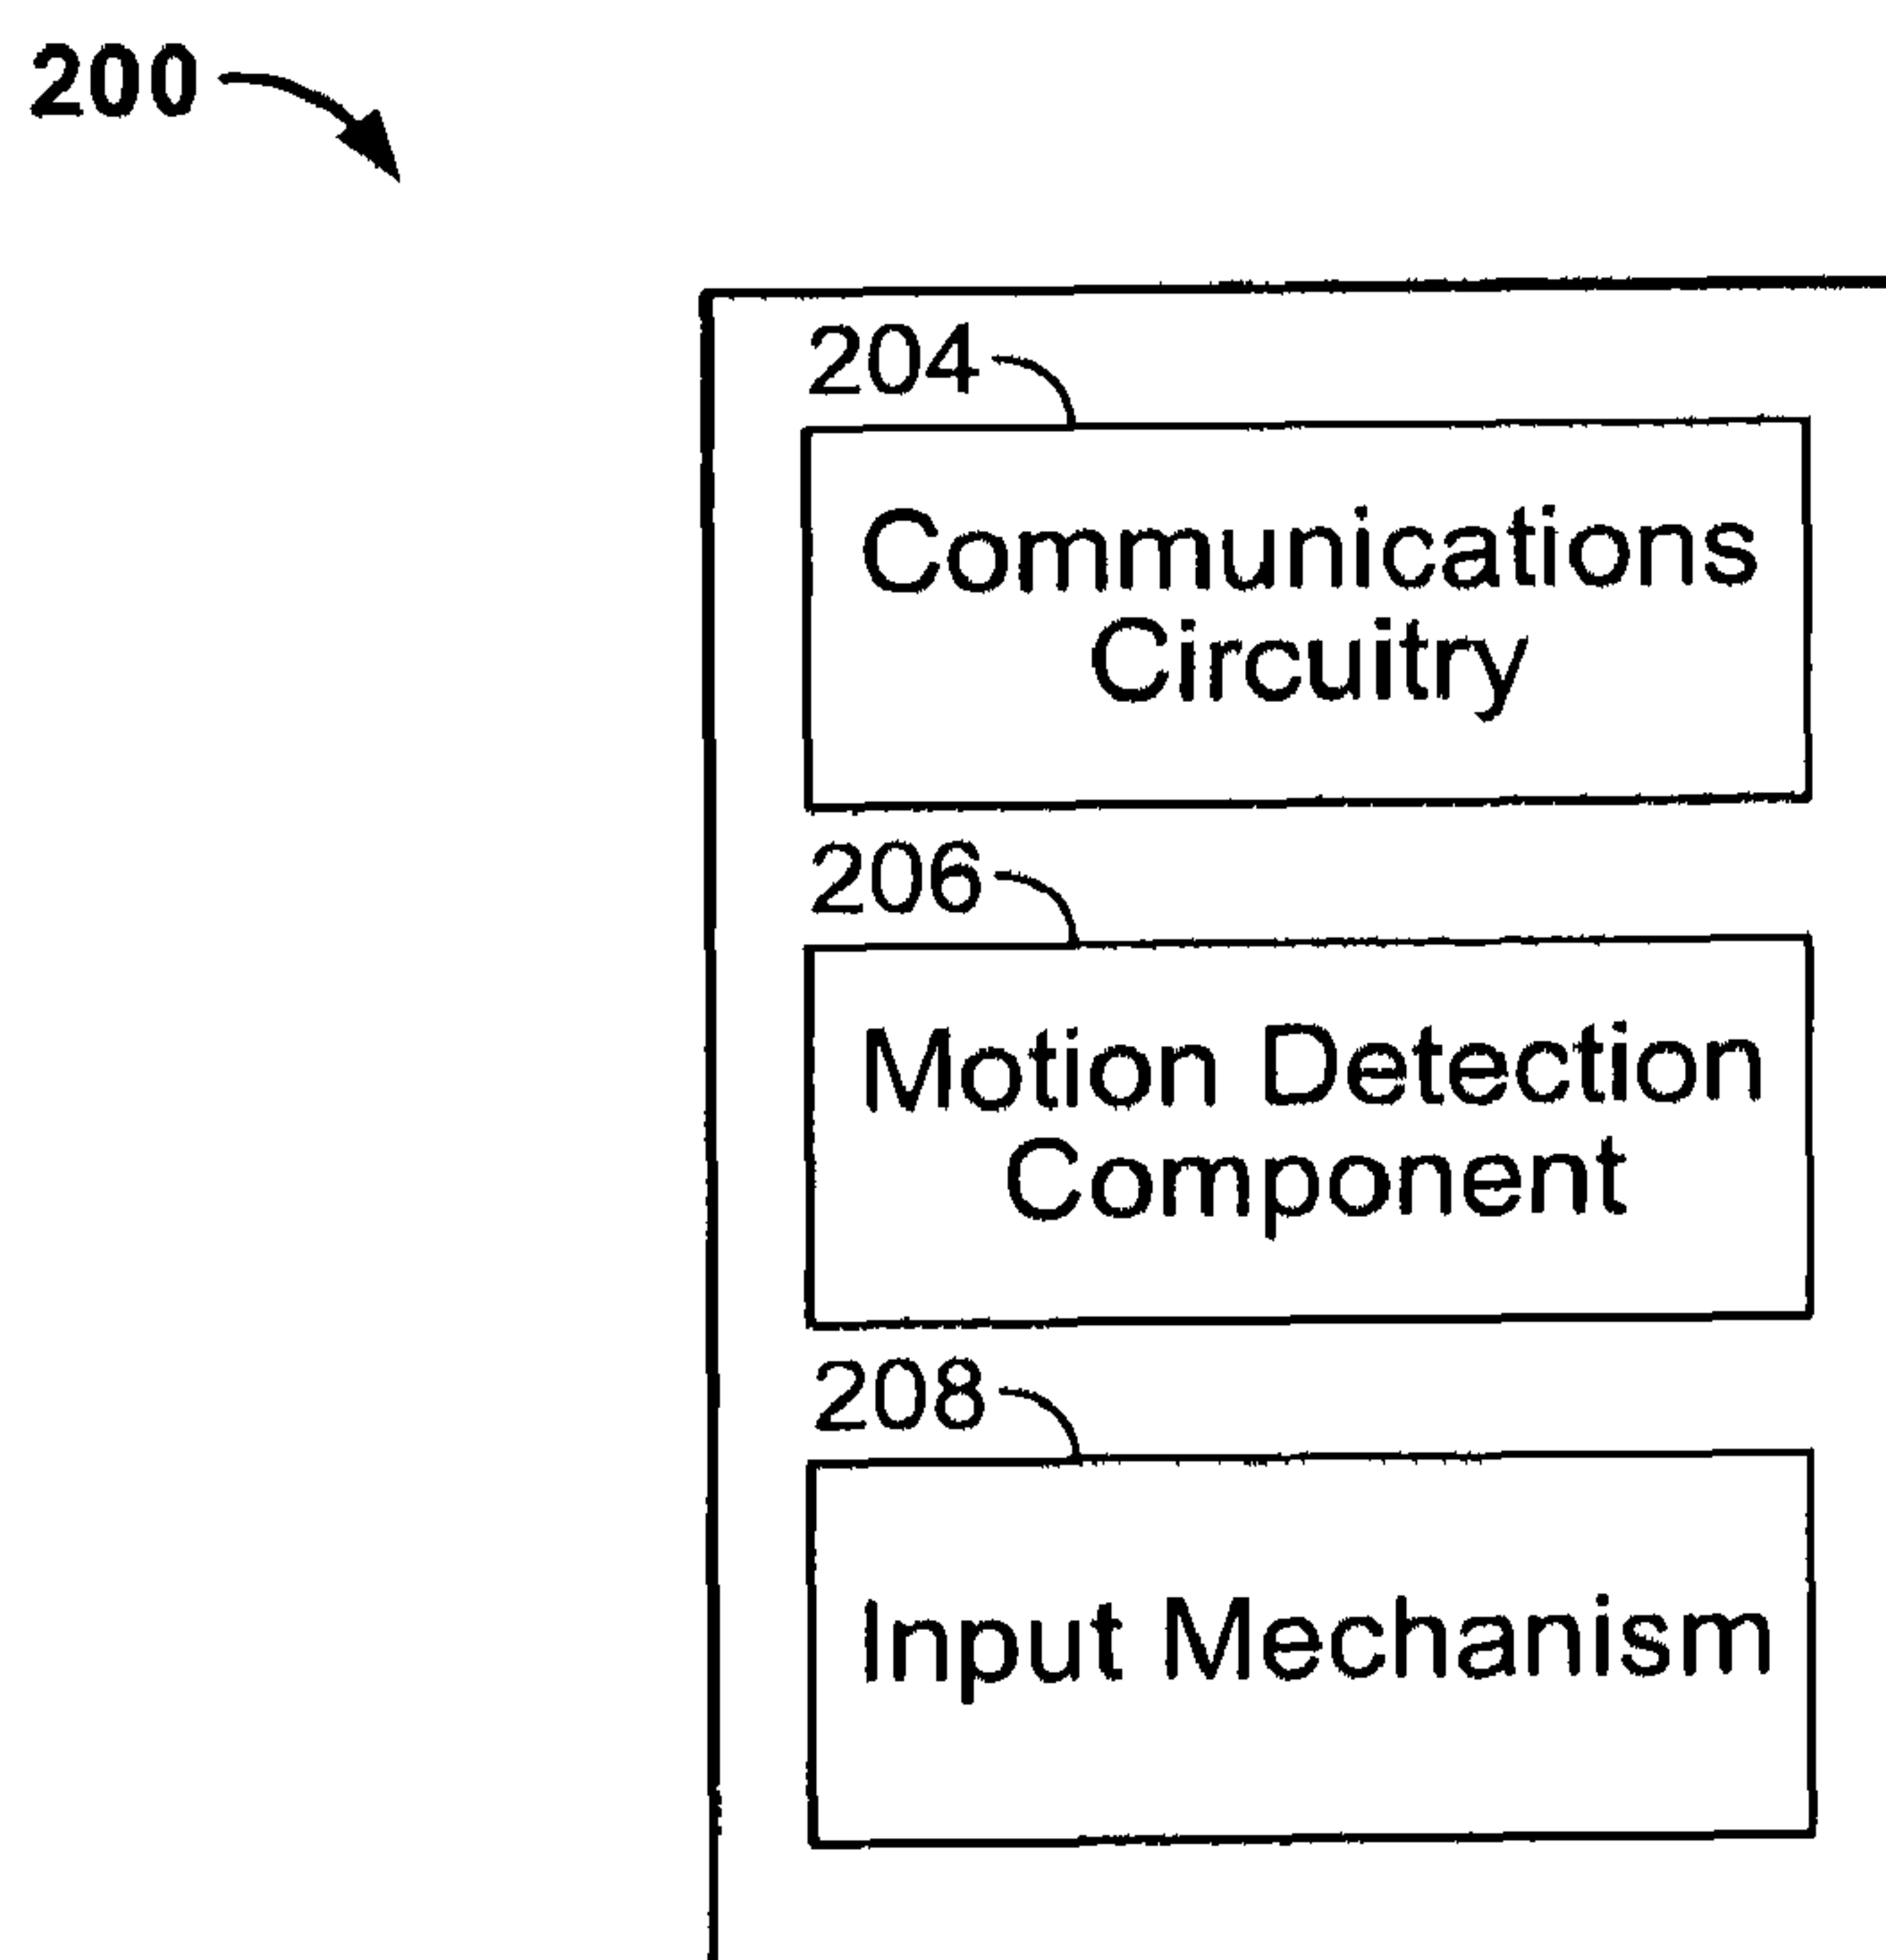 200
204
Communications
Circuitry
206
Motion Detection
Component
208
Input Mechanism